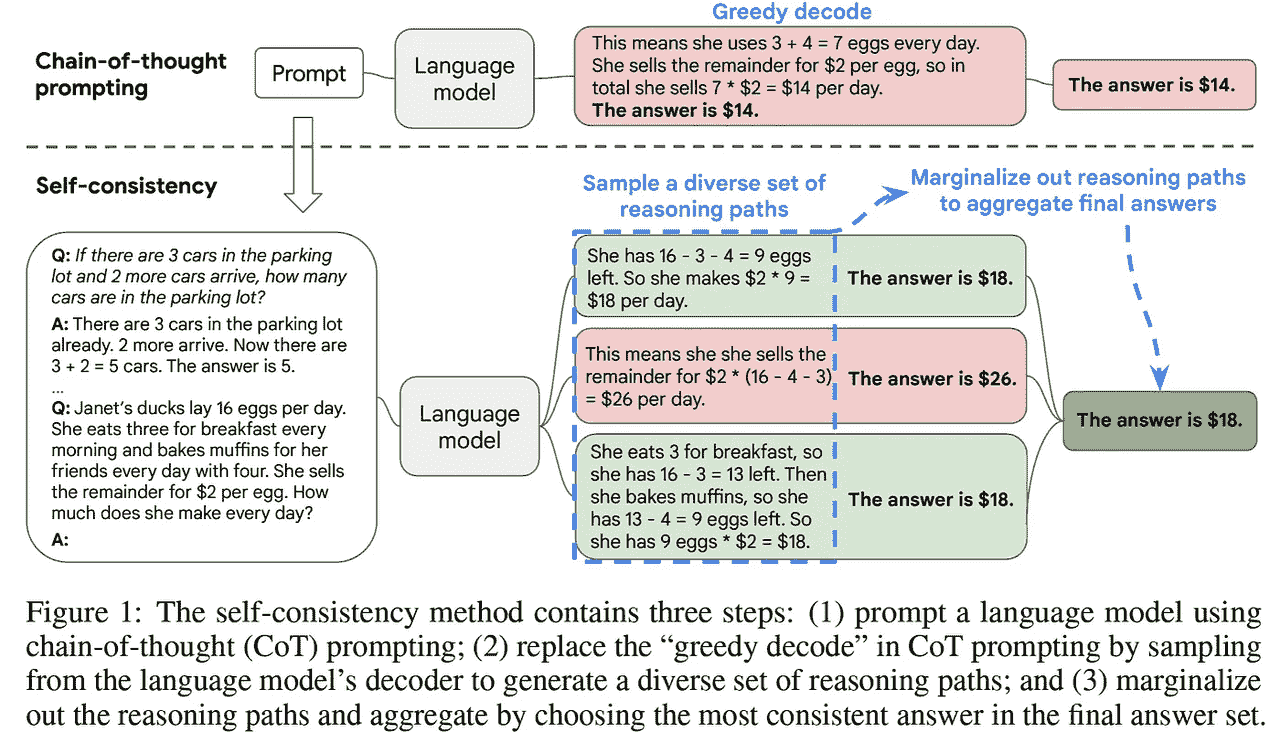 Greedy decode
Chain-of-thought
prompting
Prompt
Language
model
This means she uses 3 + 4 = 7 eggs every day.
She sells the remainder for $2 per egg, so in
total she sells 7 * $2 = $14 per day.
The answer is $14.
The answer is $14.
Self-consistency
Sample a diverse set of
reasoning paths
Marginalize out reasoning paths
to aggregate final answers
Q: If there are 3 cars in the parking
lot and 2 more cars arrive, how many
cars are in the parking lot?
A: There are 3 cars in the parking lot
already. 2 more arrive. Now there are
3 + 2 = 5 cars. The answer is 5.
...
Q: Janet's ducks lay 16 eggs per day.
She eats three for breakfast every
morning and bakes muffins for her
friends every day with four. She sells
the remainder for $2 per egg. How
much does she make every day?
A:
Language
model
She has 16 - 3 - 4 = 9 eggs
left. So she makes $2 * 9 =
$18 per day.
The answer is $18.
This means she she sells the
remainder for $2 * (16 - 4 - 3)
= $26 per day.
The answer is $26.
She eats 3 for breakfast, so
she has 16 - 3 = 13 left. Then
she bakes muffins, so she
has 13 - 4 = 9 eggs left. So
she has 9 eggs * $2 = $18.
The answer is $18.
The answer is $18.
Figure 1: The self-consistency method contains three steps: (1) prompt a language model using
chain-of-thought (CoT) prompting; (2) replace the “greedy decode” in CoT prompting by sampling
from the language model's decoder to generate a diverse set of reasoning paths; and (3) marginalize
out the reasoning paths and aggregate by choosing the most consistent answer in the final answer set.